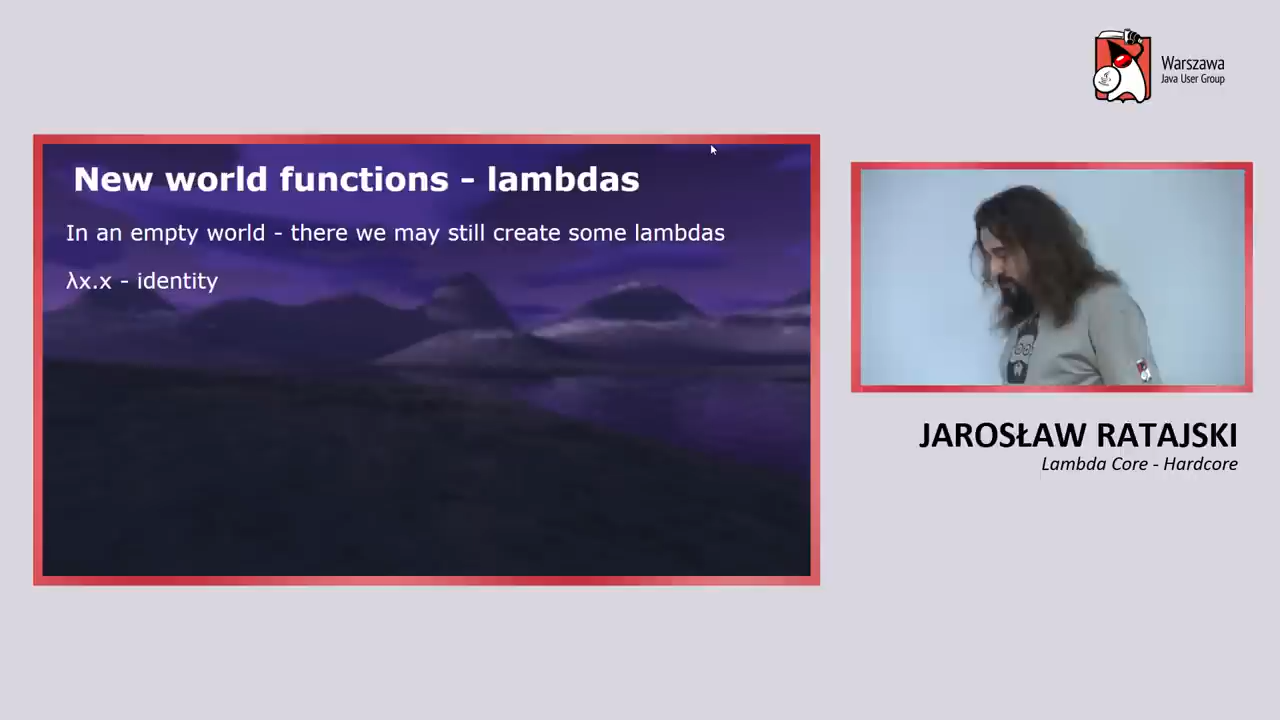 Warszawa
Java User Group
New world functions - lambdas
In an empty world - there we may still create some lambdas
λx.x - identity
JAROSŁAW RATAJSKI
Lambda Core - Hardcore